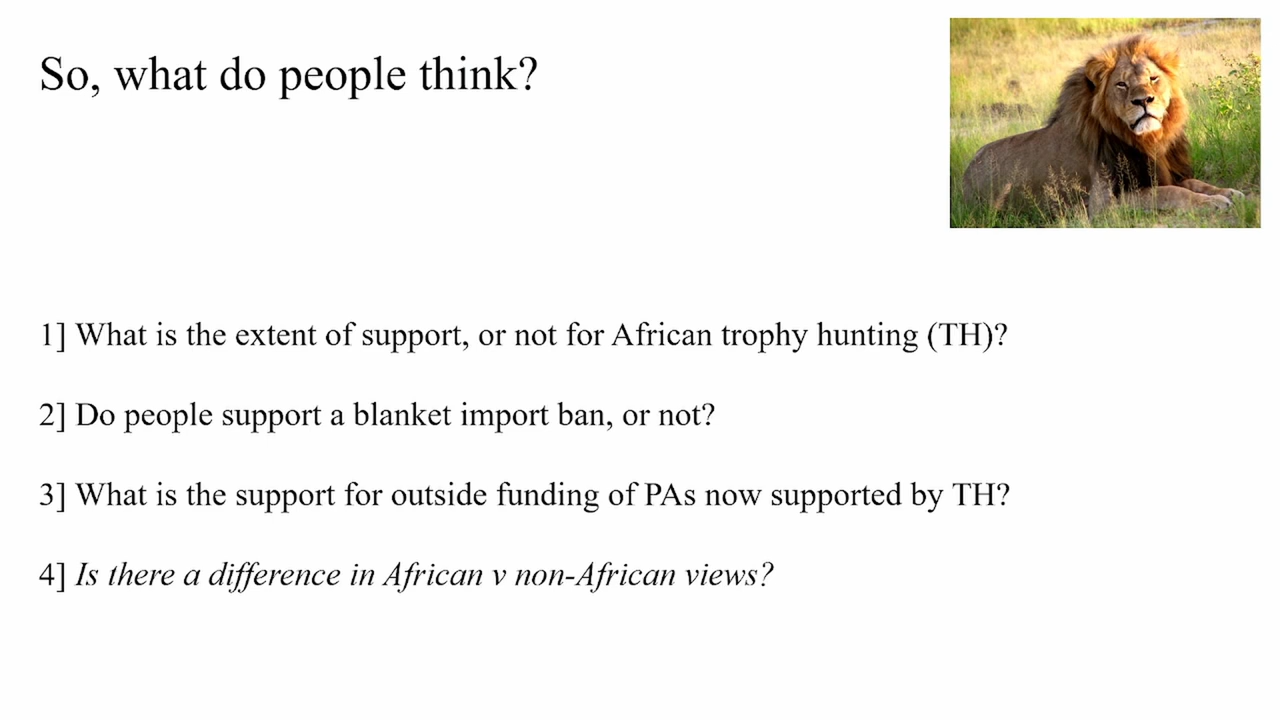 So, what do people think?
1] What is the extent of support, or not for African trophy hunting (TH)?
2] Do people support a blanket import ban, or not?
3] What is the support for outside funding of PAs now supported by TH?
4] Is there a difference in African v non-African views?